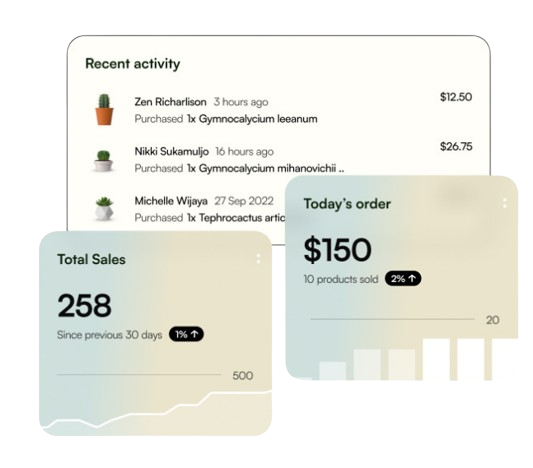 Recent activity
Zen Richarlison 3 hours ago
$12.50
Purchased 1x Gymnocalycium leeanum
Nikki Sukamuljo 16 hours ago
$26.75
Purchased 1x Gymnocalycium mihanovichii ..
Michelle Wijaya 27 Sep 2022
Purchased 1x Tephrocactus artic
Today's order
$150
10 products sold 2% ↑
20
Total Sales
258
Since previous 30 days 1% ↑
500